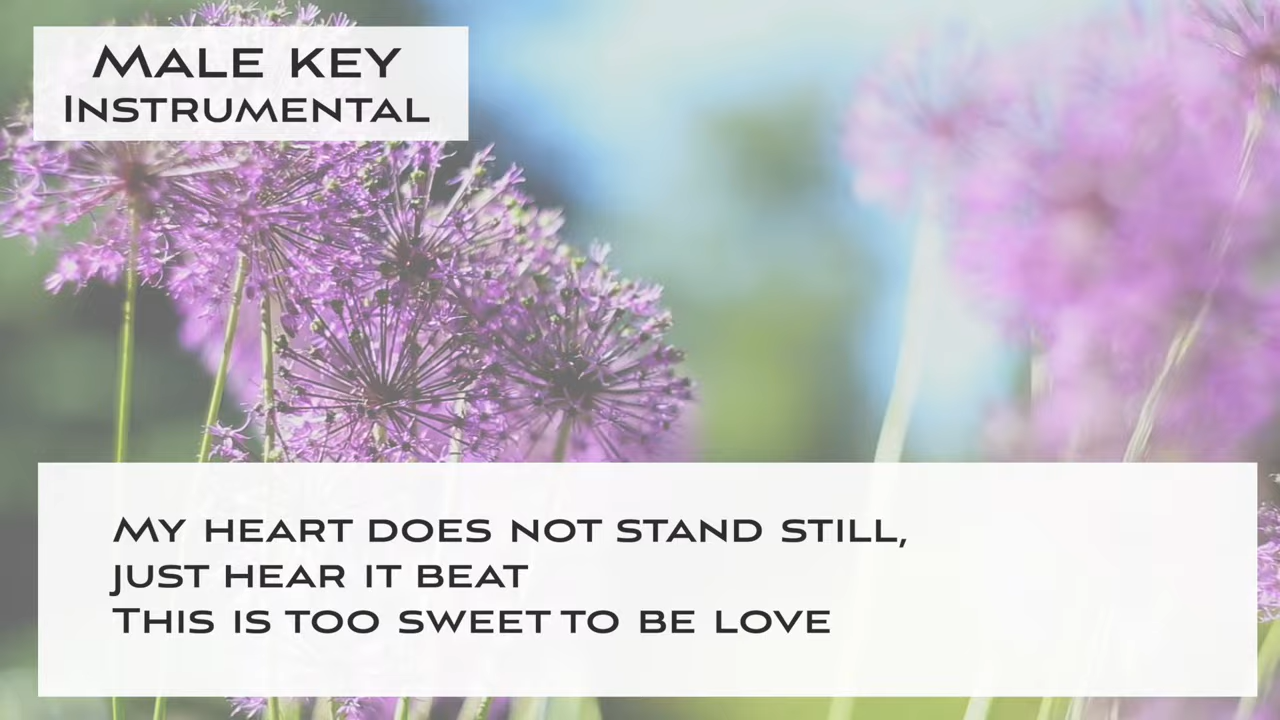 MALE KEY
INSTRUMENTAL
MY HEART DOES NOT STAND STILL,
JUST HEAR IT BEAT
THIS IS TOO SWEET TO BE LOVE